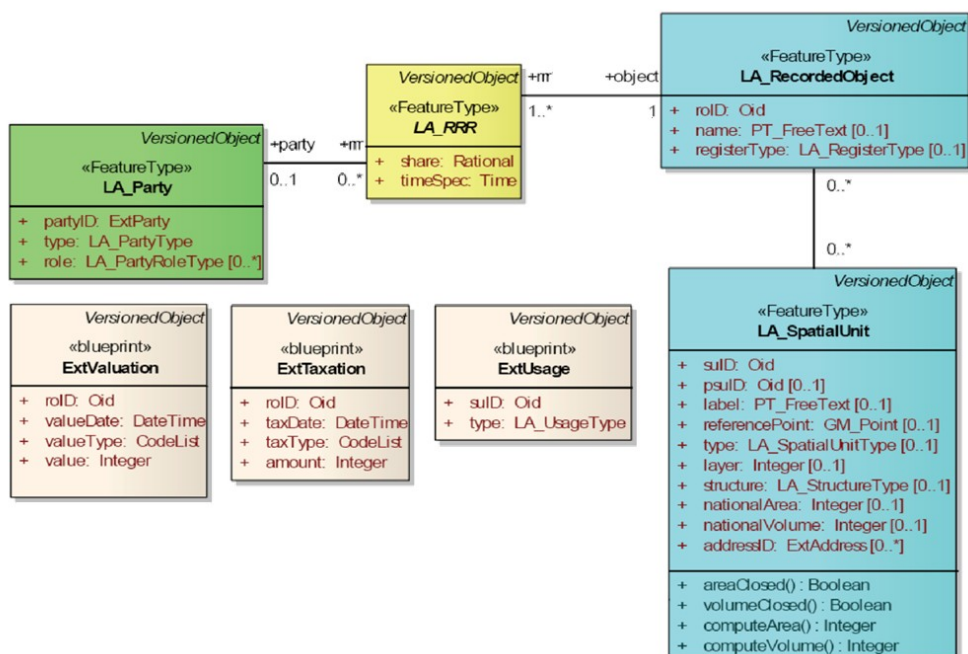 VersionedObject
«FeatureType»
LA_Party
+ partyID: ExtParty
+ type: LA_PartyType
+ role: LA_PartyRoleType [0..*]
+party
0..1
+rrr
0..*
VersionedObject
«FeatureType»
LA_RRR
+ share: Rational
+ timeSpec: Time
+rrr
1..*
+object
1
VersionedObject
«FeatureType»
LA_RecordedObject
+ roID: Oid
+ name: PT_FreeText [0..1]
+ registerType: LA_RegisterType [0..1]
0..*
0..*
VersionedObject
«blueprint»
ExtValuation
+ roID: Oid
+ valueDate: DateTime
+ valueType: CodeList
+ value: Integer
VersionedObject
«blueprint»
ExtTaxation
+ roID: Oid
+ taxDate: DateTime
+ taxType: CodeList
+ amount: Integer
VersionedObject
«blueprint»
ExtUsage
+ suID: Oid
+ type: LA_UsageType
VersionedObject
«FeatureType»
LA_SpatialUnit
+ suID: Oid
+ psuID: Oid [0..1]
+ label: PT_FreeText [0..1]
+ referencePoint: GM_Point [0..1]
+ type: LA_SpatialUnitType [0..1]
+ layer: Integer [0..1]
+ structure: LA_StructureType [0..1]
+ nationalArea: Integer [0..1]
+ nationalVolume: Integer [0..1]
+ addressID: ExtAddress [0..*]
+ areaClosed() : Boolean
+ volumeClosed() : Boolean
+ computeArea() : Integer
+ computeVolume() : Integer